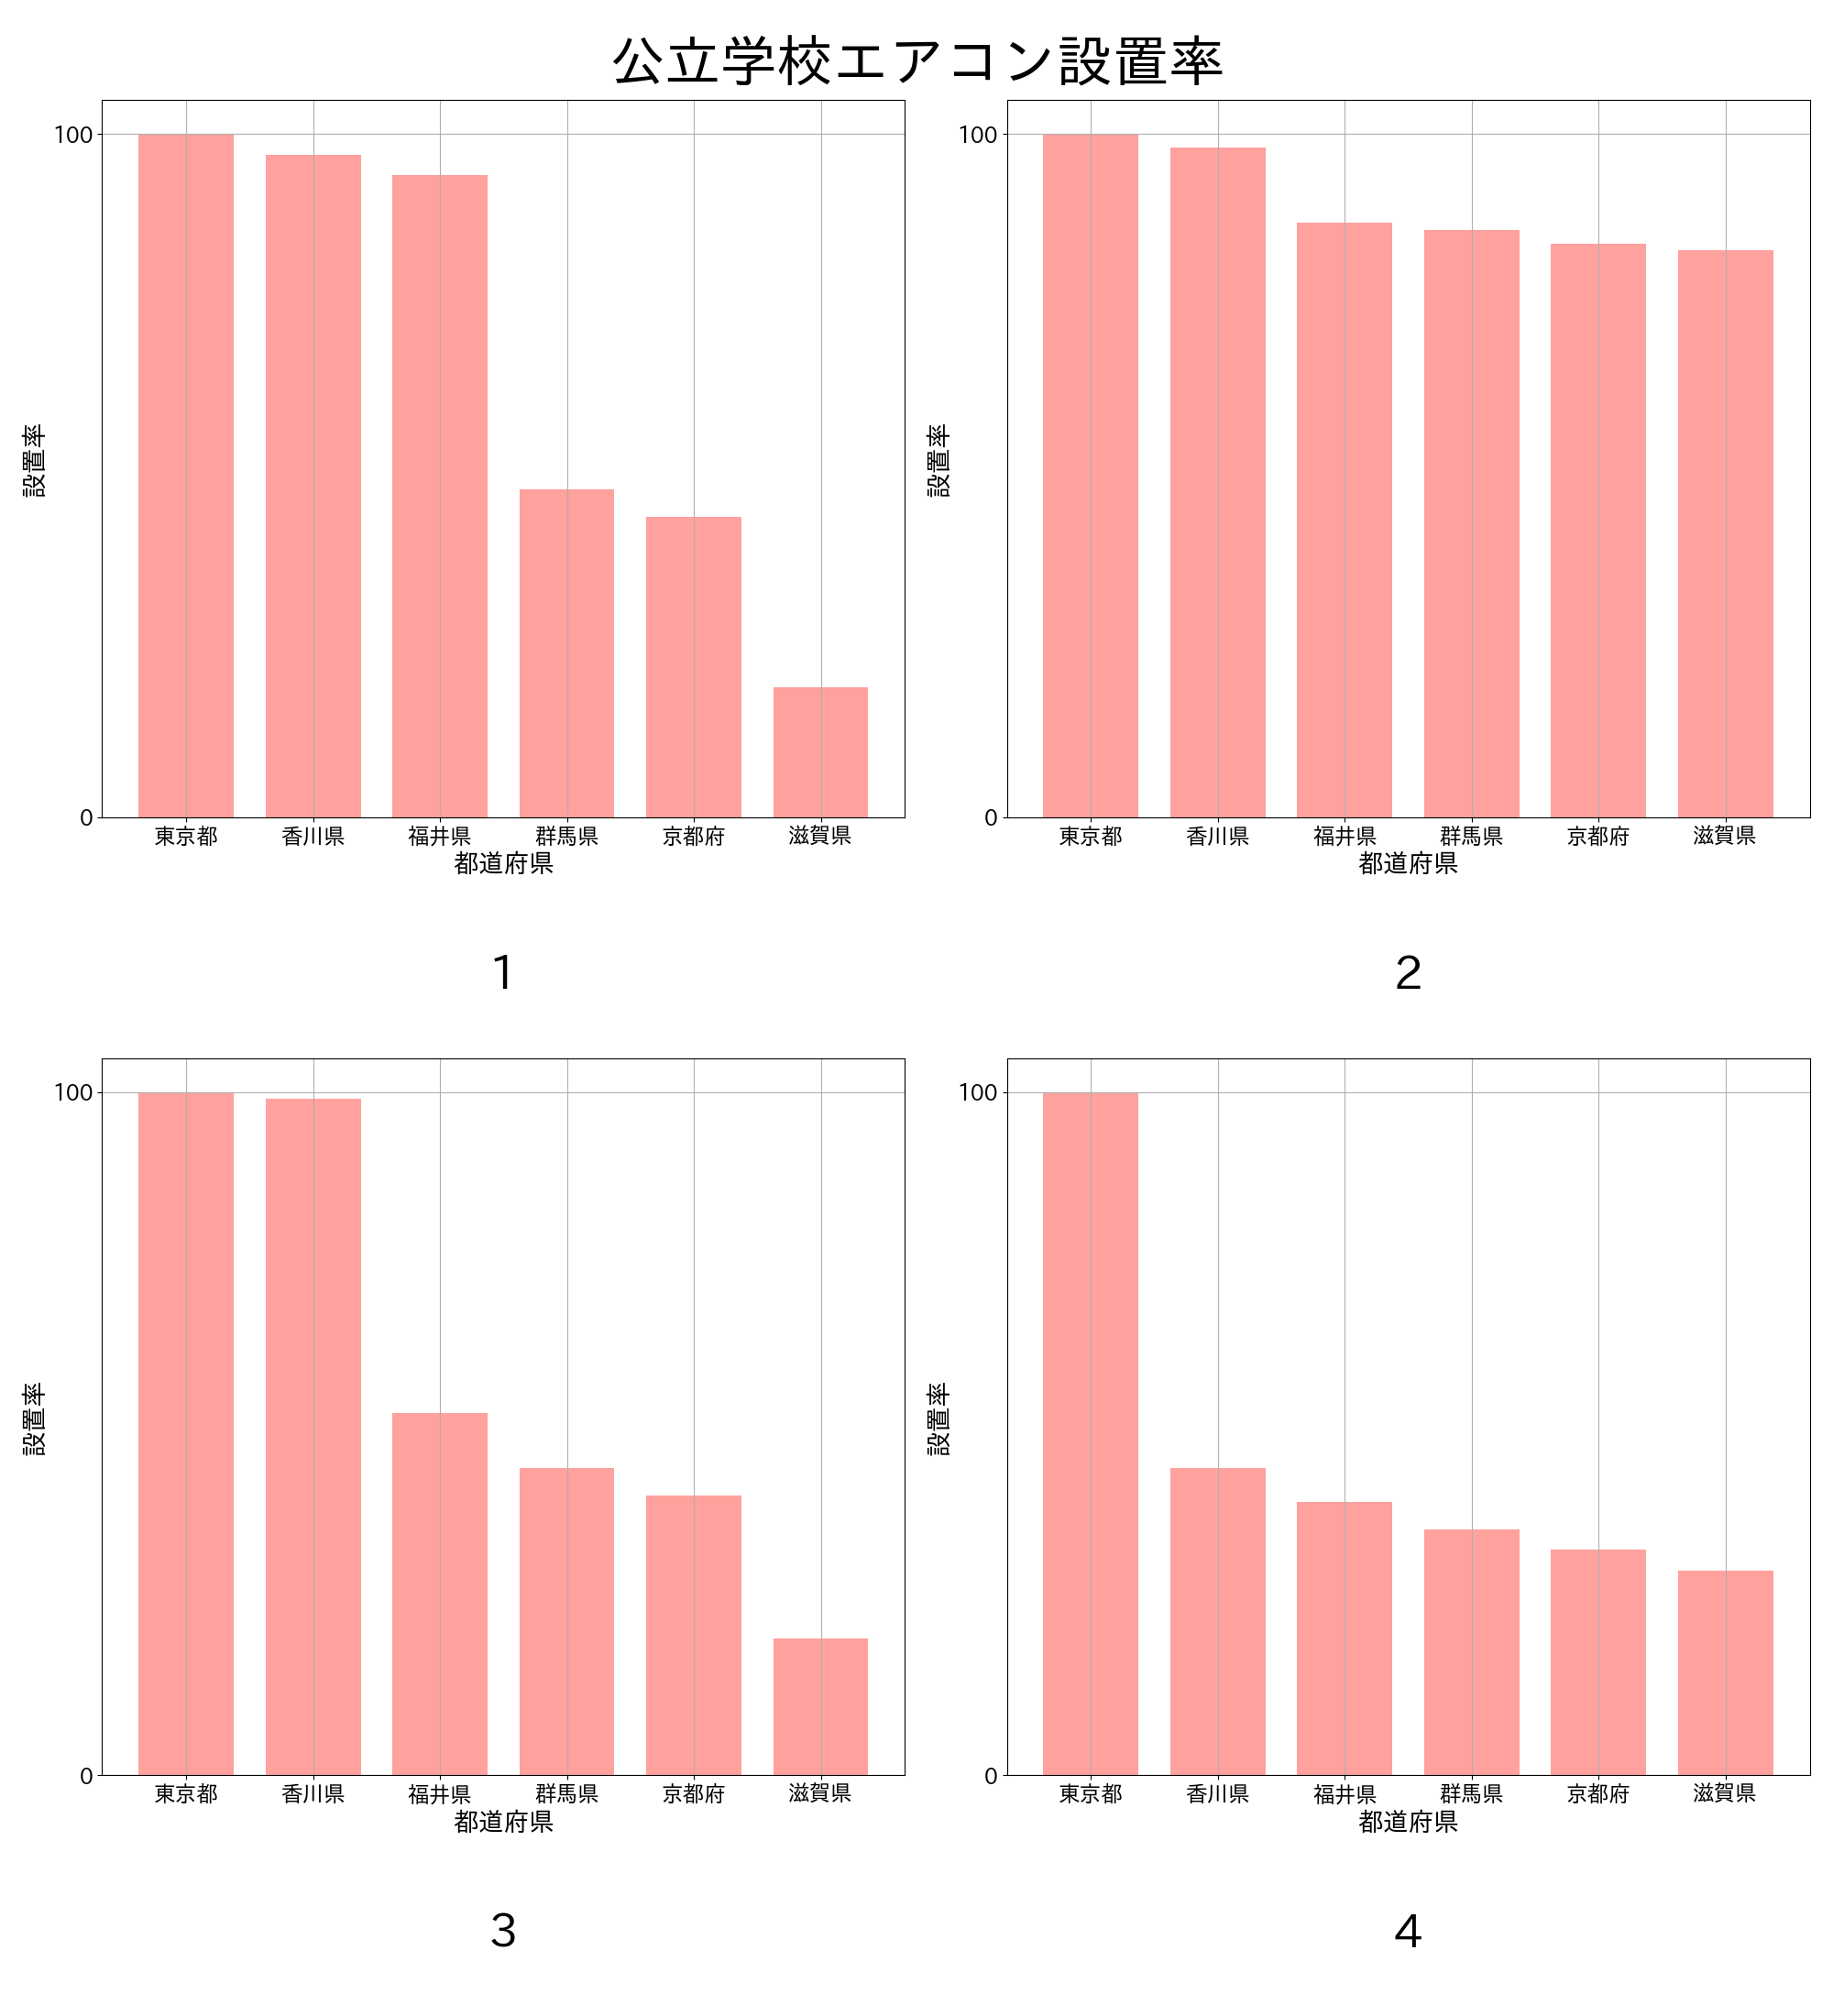 公立学校エアコン設置率
100
0
設置率
東京都 香川県 福井県 群馬県 京都府 滋賀県
都道府県
1
100
0
設置率
東京都 香川県 福井県 群馬県 京都府 滋賀県
都道府県
2
100
0
設置率
東京都 香川県 福井県 群馬県 京都府 滋賀県
都道府県
3
100
0
設置率
東京都 香川県 福井県 群馬県 京都府 滋賀県
都道府県
4